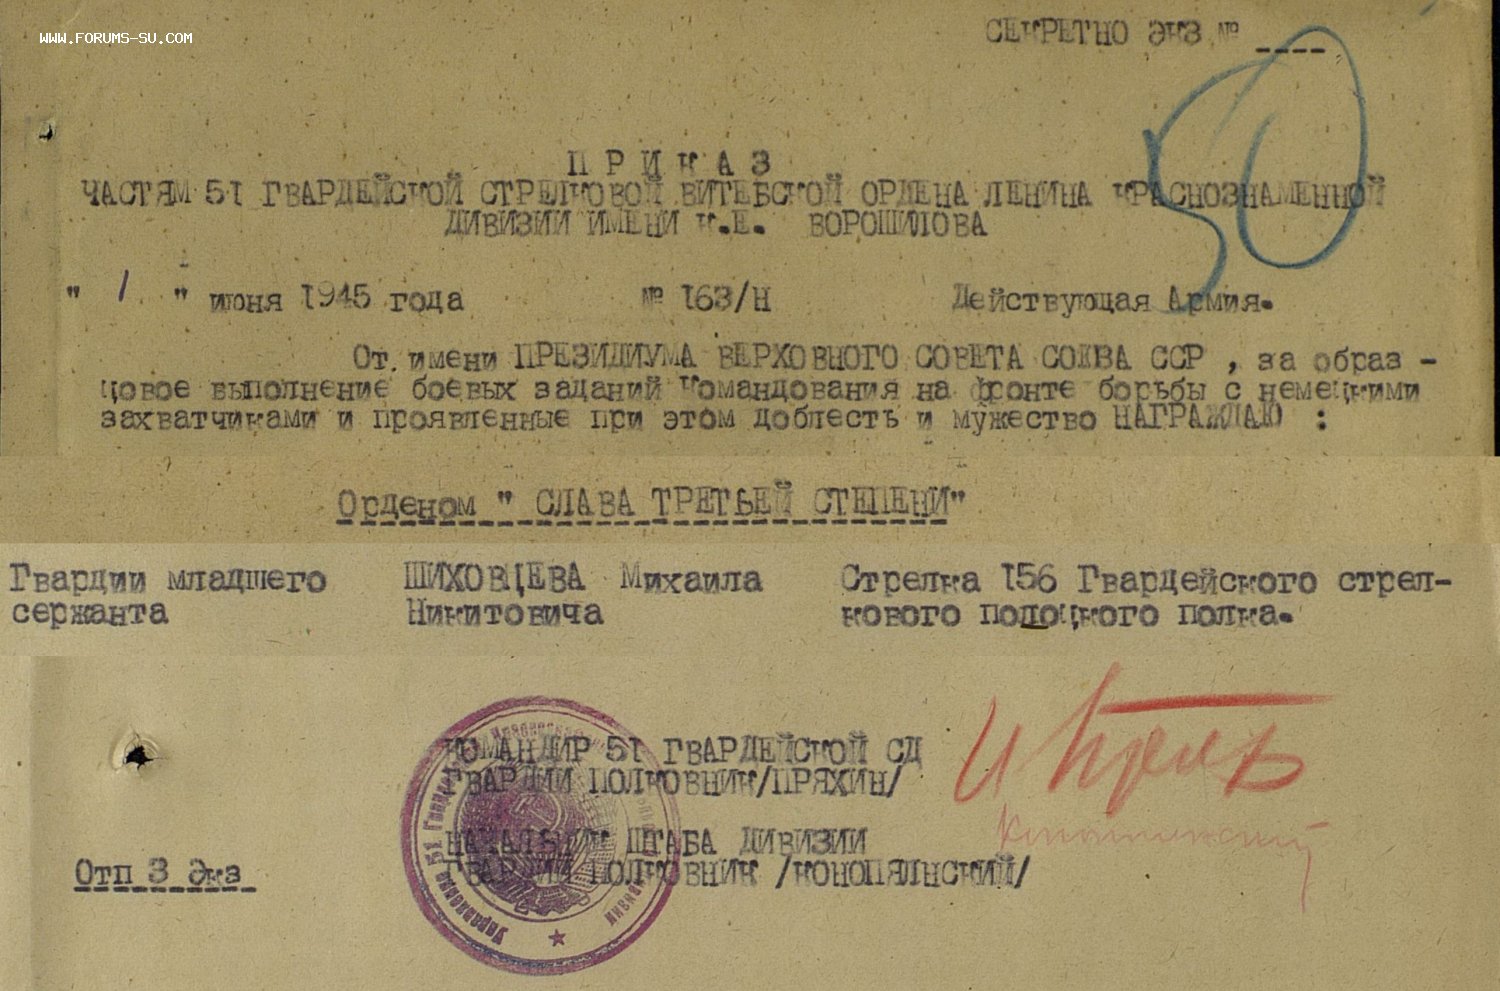 WWW.FORUMS-SU.COM
СЕКРЕТНО ЭКЗ №
50
ПРИКАЗ
ЧАСТЯМ 51 ГВАРДЕЙСКОЙ СТРЕЛКОВОЙ ВИТЕБСКОЙ ОРДЕНА ЛЕНИНА КРАСНОЗНАМЕННОЙ
ДИВИЗИИ ИМЕНИ К.Е. ВОРОШИЛОВА
" 1 " июня 1945 года № 163/Н Действующая Армия.
От имени ПРЕЗИДИУМА ВЕРХОВНОГО СОВЕТА СОЮЗА ССР , за образ -
цовое выполнение боевых заданий командования на фронте борьбы с немецкими
захватчиками и проявленные при этом доблесть и мужество НАГРАЖДАЮ :
Орденом " СЛАВА ТРЕТЬЕЙ СТЕПЕНИ"
Гвардии младшего ШИХОВЦЕВА Михаила Стрелка 156 Гвардейского стрел-
сержанта Никитовича кового полоцкого полка.
КОМАНДИР 51 ГВАРДЕЙСКОЙ СД
ГВАРДИИ ПОЛКОВНИК/ПРЯХИН/
НАЧАЛЬНИК ШТАБА ДИВИЗИИ
ГВАРДИИ ПОЛКОВНИК /КОНОПЯЛНСКИЙ/
Отп 3 экз